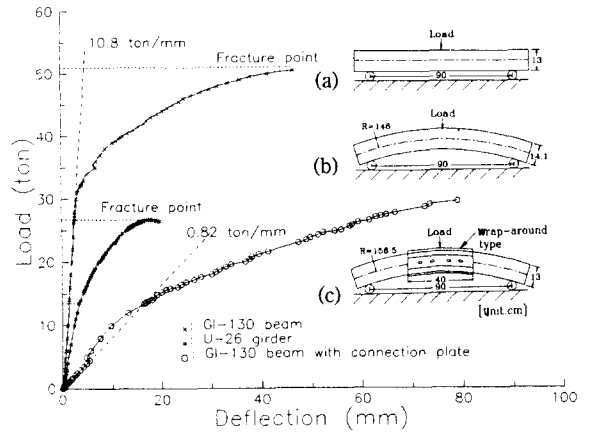 60
10.8 ton/mm
Fracture point
50
40
30
20
10
0
Load (ton)
Fracture point
0.82 ton/mm
×: GI-130 beam
•: U-26 girder
○: GI-130 beam with connection plate
0 20 40 60 80 100
Deflection (mm)
(a)
Load
13
90
(b)
Load
R=146
14.1
90
(c)
Load
Wrap-around type
R=156.5
13
40
90
[Unit.cm]